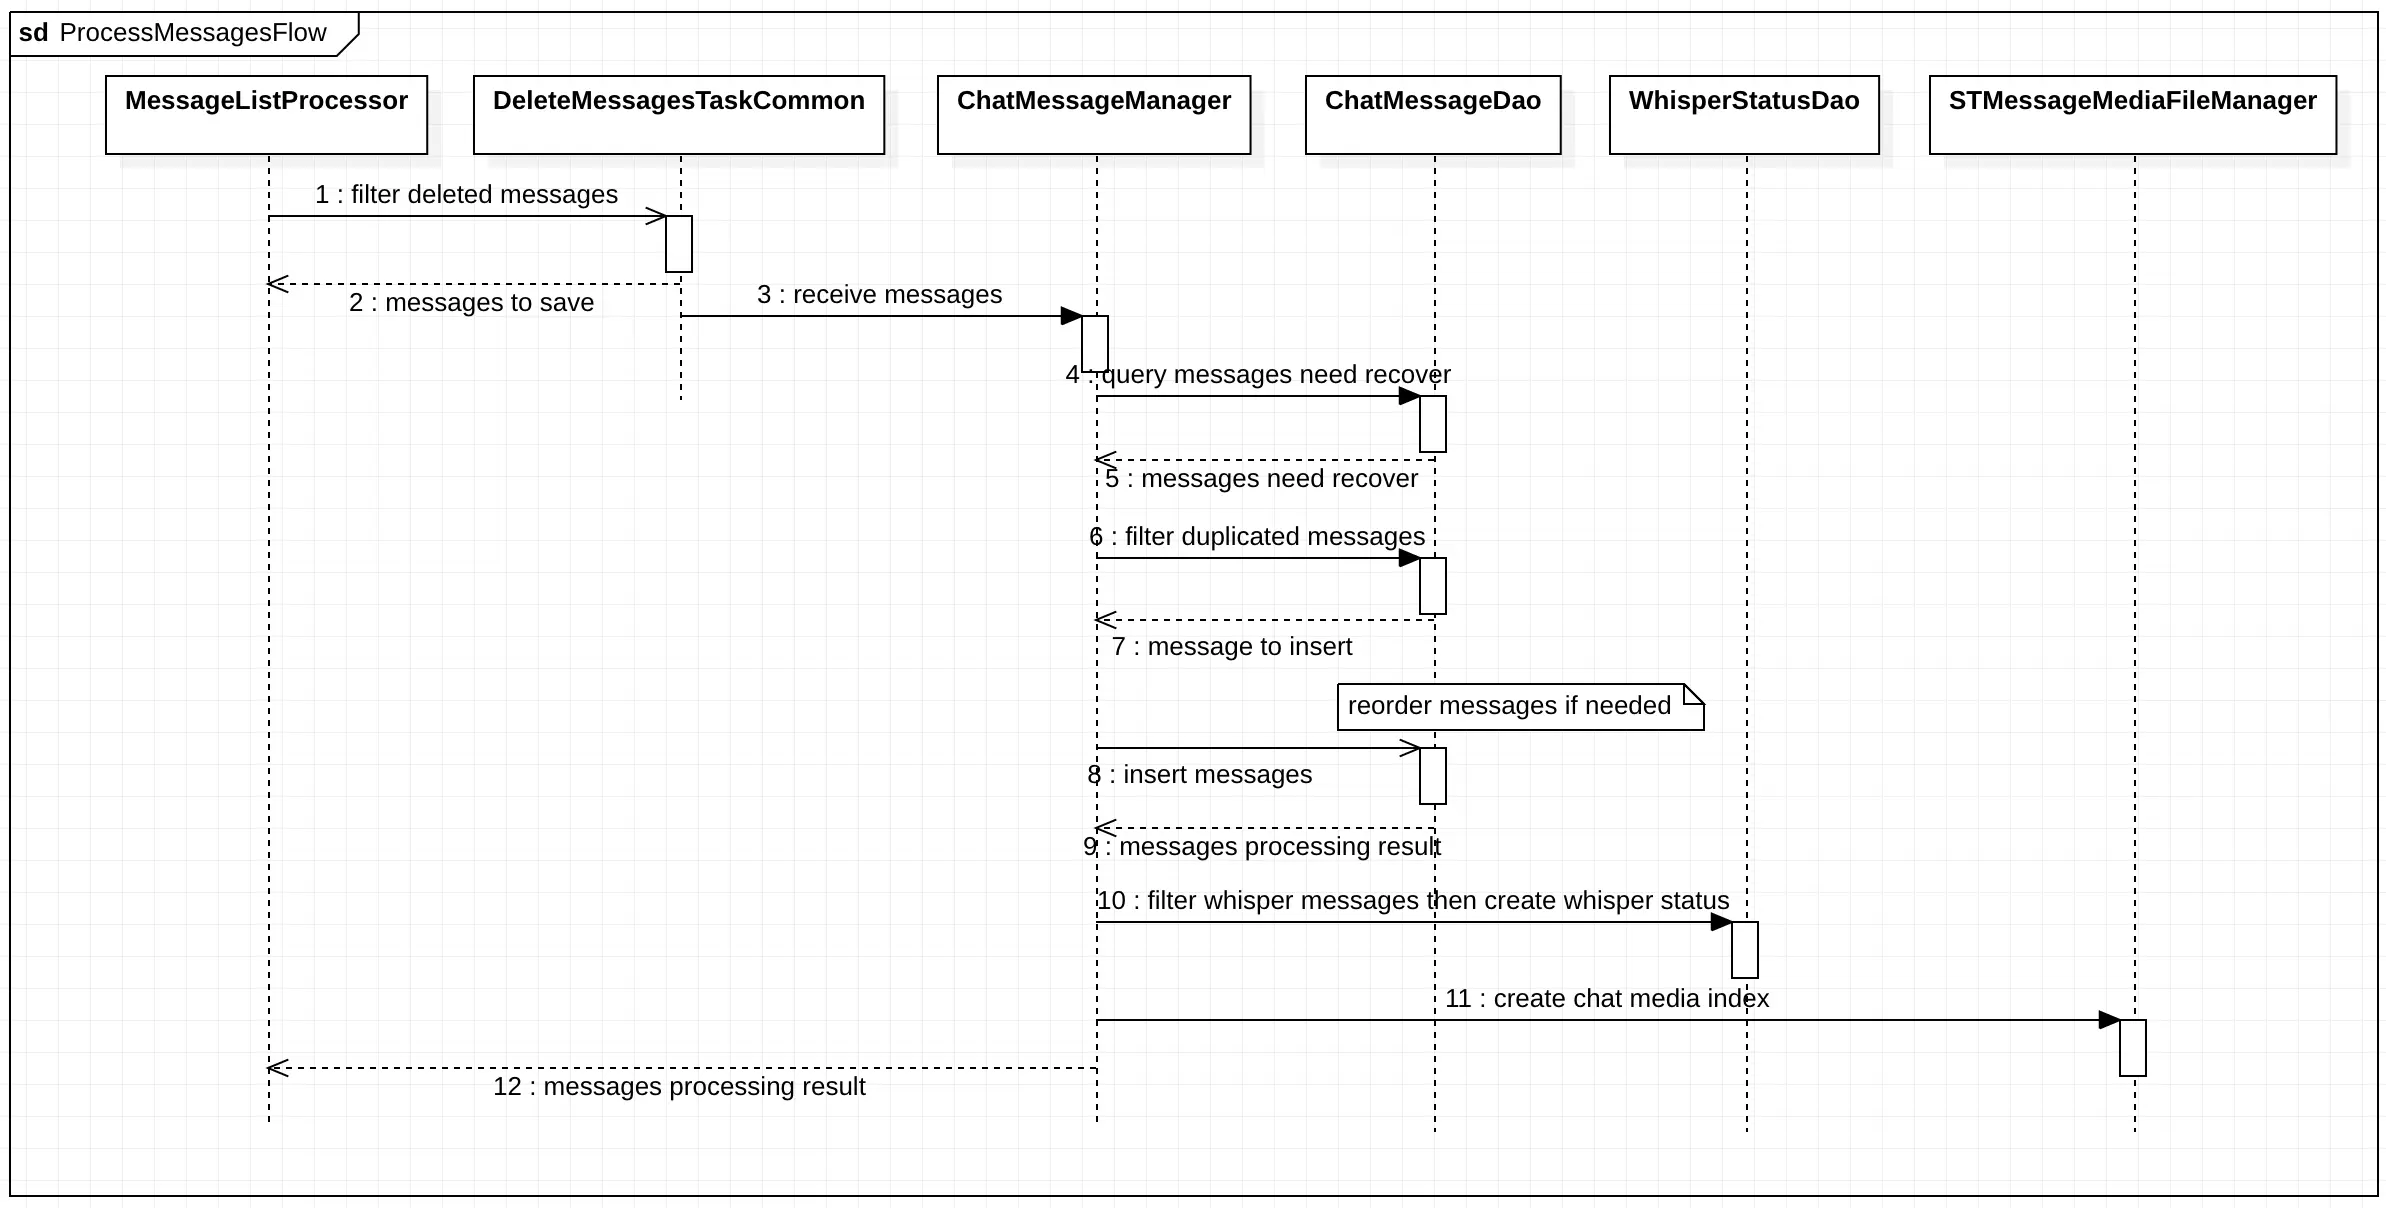 sd ProcessMessagesFlow
MessageListProcessor
DeleteMessagesTaskCommon
ChatMessageManager
ChatMessageDao
WhisperStatusDao
STMessageMediaFileManager
1 : filter deleted messages
2 : messages to save
3 : receive messages
4 : query messages need recover
5 : messages need recover
6 : filter duplicated messages
7 : message to insert
reorder messages if needed
8 : insert messages
9 : messages processing result
10 : filter whisper messages then create whisper status
11 : create chat media index
12 : messages processing result